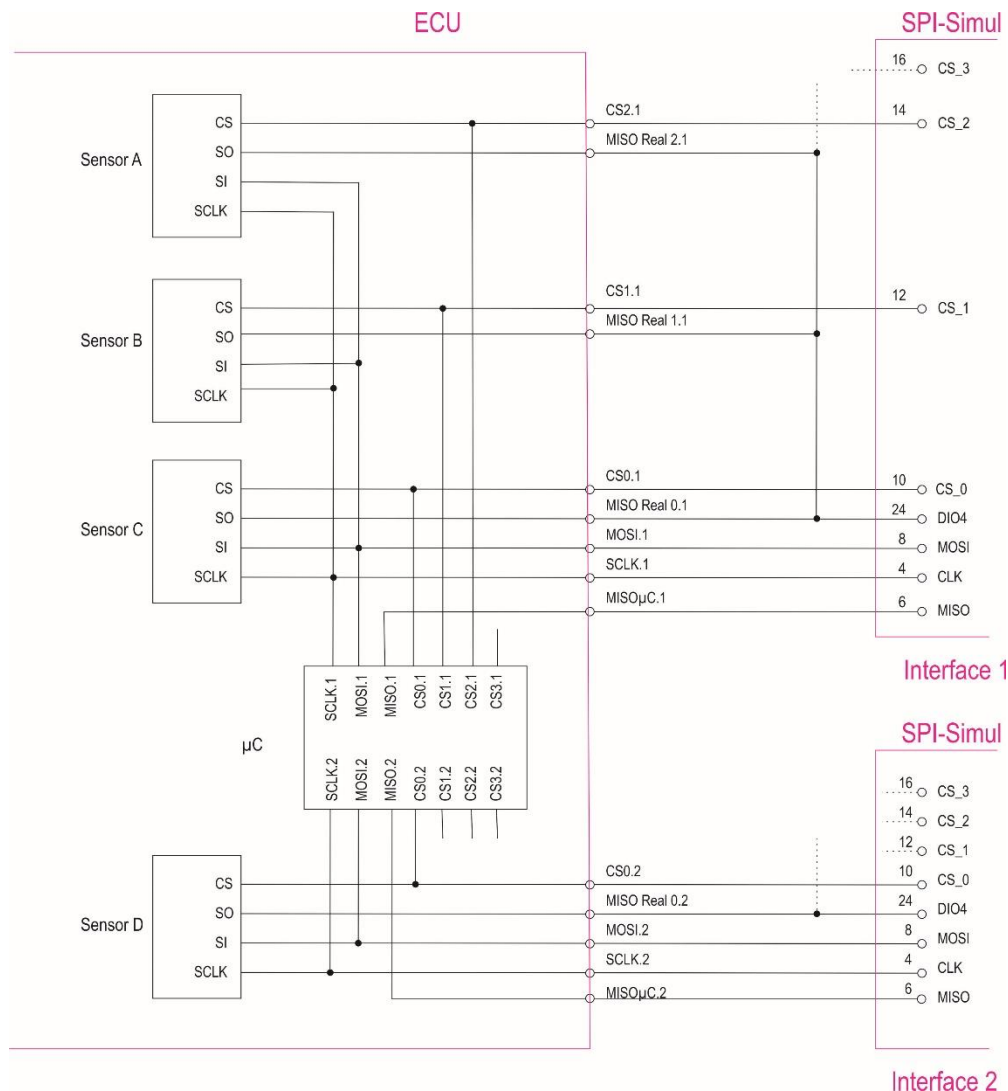 ECU
SPI-Simul
16 CS_3
CS2.1
14 CS_2
CS
MISO Real 2.1
Sensor A
SO
SI
SCLK
CS1.1
12 CS_1
CS
MISO Real 1.1
Sensor B
SO
SI
SCLK
CS0.1
10 CS_0
CS
MISO Real 0.1
24 DIO4
Sensor C
SO
MOSI.1
8 MOSI
SI
SCLK.1
4 CLK
SCLK
MISOµC.1
6 MISO
Interface 1
SCLK.1 MOSI.1 MISO.1 CS0.1 CS1.1 CS2.1 CS3.1
µC
SCLK.2 MOSI.2 MISO.2 CS0.2 CS1.2 CS2.2 CS3.2
SPI-Simul
16 CS_3
14 CS_2
12 CS_1
CS0.2
10 CS_0
CS
MISO Real 0.2
24 DIO4
Sensor D
SO
MOSI.2
8 MOSI
SI
SCLK.2
4 CLK
SCLK
MISOµC.2
6 MISO
Interface 2